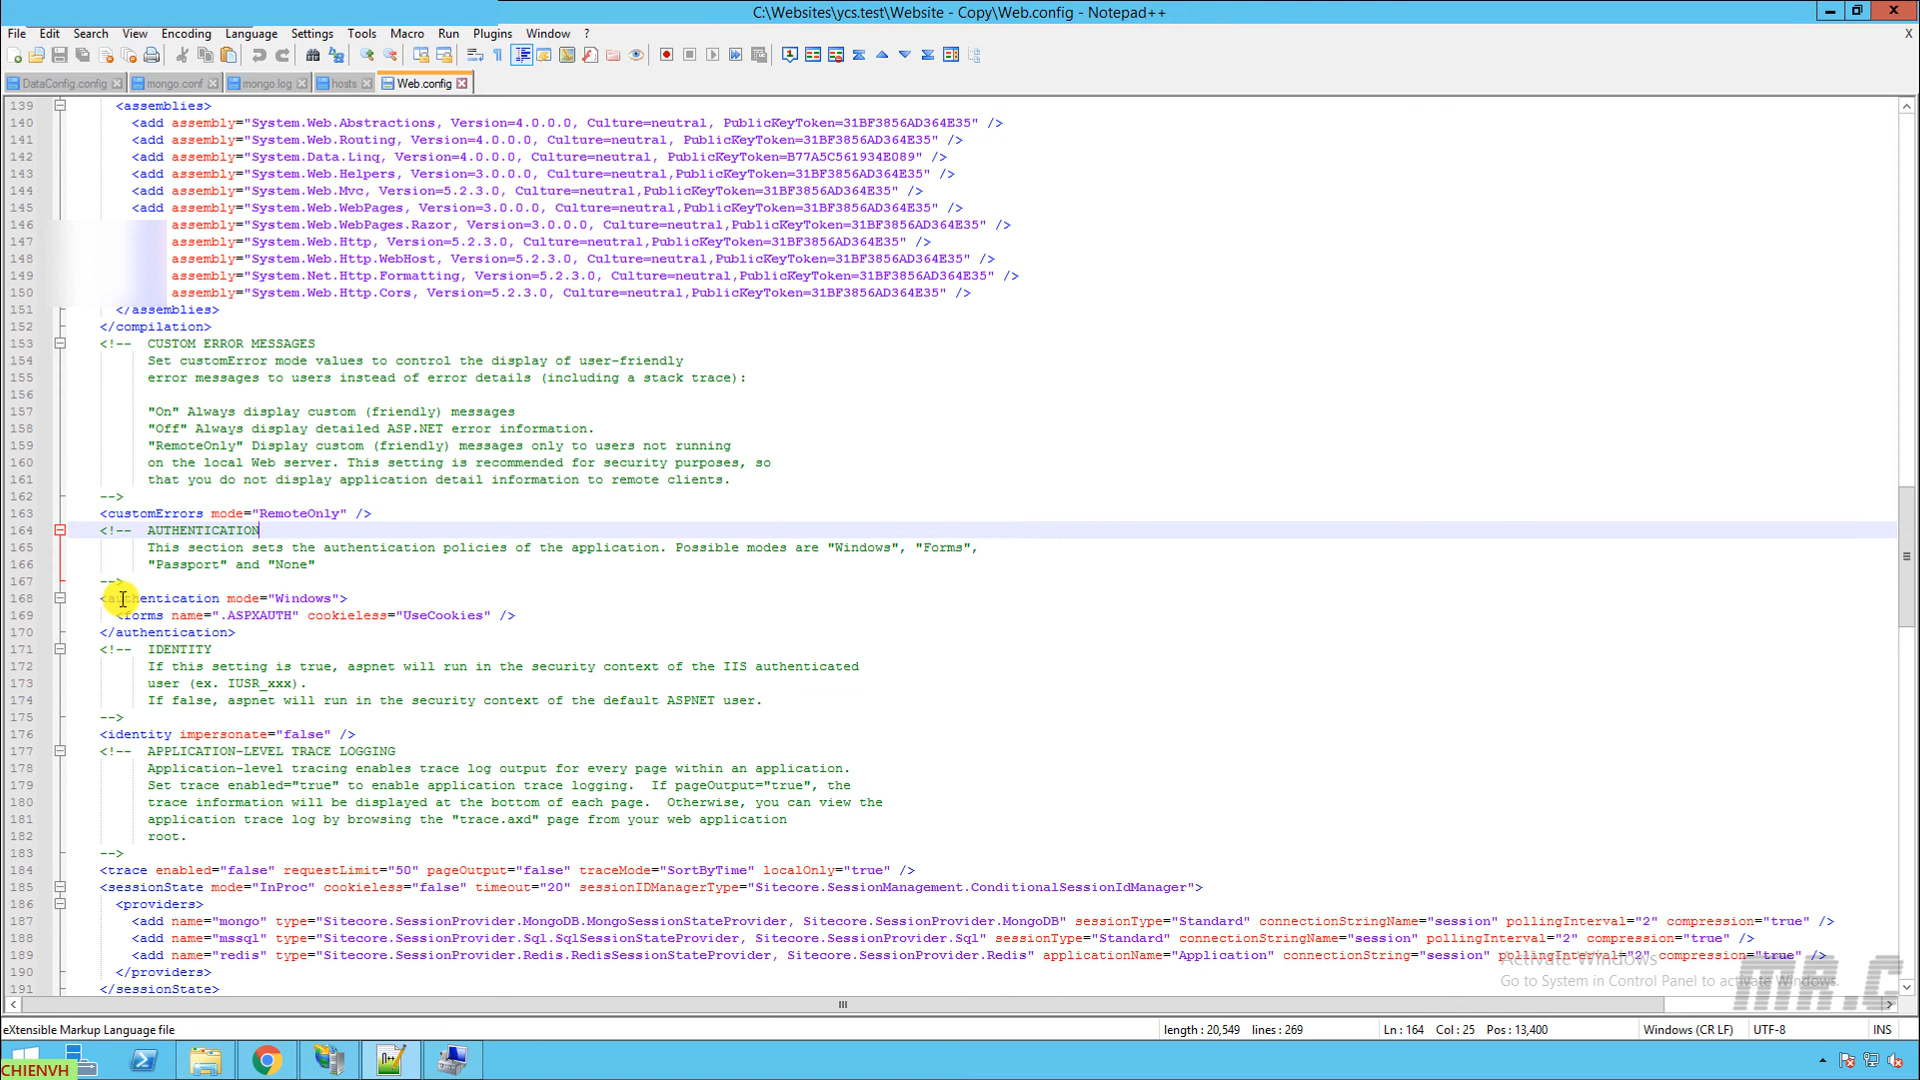 C:\Websites\ycs.test\Website - Copy\Web.config - Notepad++
File Edit Search View Encoding Language Settings Tools Macro Run Plugins Window ? X
DataConfig.config mongo.conf mongo.log hosts Web.config
139 <assemblies>
140 <add assembly="System.Web.Abstractions, Version=4.0.0.0, Culture=neutral, PublicKeyToken=31BF3856AD364E35" />
141 <add assembly="System.Web.Routing, Version=4.0.0.0, Culture=neutral, PublicKeyToken=31BF3856AD364E35" />
142 <add assembly="System.Data.Linq, Version=4.0.0.0, Culture=neutral, PublicKeyToken=B77A5C561934E089" />
143 <add assembly="System.Web.Helpers, Version=3.0.0.0, Culture=neutral, PublicKeyToken=31BF3856AD364E35" />
144 <add assembly="System.Web.Mvc, Version=5.2.3.0, Culture=neutral,PublicKeyToken=31BF3856AD364E35" />
145 <add assembly="System.Web.WebPages, Version=3.0.0.0, Culture=neutral,PublicKeyToken=31BF3856AD364E35" />
146 assembly="System.Web.WebPages.Razor, Version=3.0.0.0, Culture=neutral,PublicKeyToken=31BF3856AD364E35" />
147 assembly="System.Web.Http, Version=5.2.3.0, Culture=neutral,PublicKeyToken=31BF3856AD364E35" />
148 assembly="System.Web.Http.WebHost, Version=5.2.3.0, Culture=neutral,PublicKeyToken=31BF3856AD364E35" />
149 assembly="System.Net.Http.Formatting, Version=5.2.3.0, Culture=neutral,PublicKeyToken=31BF3856AD364E35" />
150 assembly="System.Web.Http.Cors, Version=5.2.3.0, Culture=neutral,PublicKeyToken=31BF3856AD364E35" />
151 </assemblies>
152 </compilation>
153 <!-- CUSTOM ERROR MESSAGES
154 Set customError mode values to control the display of user-friendly
155 error messages to users instead of error details (including a stack trace):
156
157 "On" Always display custom (friendly) messages
158 "Off" Always display detailed ASP.NET error information.
159 "RemoteOnly" Display custom (friendly) messages only to users not running
160 on the local Web server. This setting is recommended for security purposes, so
161 that you do not display application detail information to remote clients.
162 -->
163 <customErrors mode="RemoteOnly" />
164 <!-- AUTHENTICATION
165 This section sets the authentication policies of the application. Possible modes are "Windows", "Forms",
166 "Passport" and "None"
167 -->
168 <authentication mode="Windows">
169 <forms name=".ASPXAUTH" cookieless="UseCookies" />
170 </authentication>
171 <!-- IDENTITY
172 If this setting is true, aspnet will run in the security context of the IIS authenticated
173 user (ex. IUSR_xxx).
174 If false, aspnet will run in the security context of the default ASPNET user.
175 -->
176 <identity impersonate="false" />
177 <!-- APPLICATION-LEVEL TRACE LOGGING
178 Application-level tracing enables trace log output for every page within an application.
179 Set trace enabled="true" to enable application trace logging. If pageOutput="true", the
180 trace information will be displayed at the bottom of each page. Otherwise, you can view the
181 application trace log by browsing the "trace.axd" page from your web application
182 root.
183 -->
184 <trace enabled="false" requestLimit="50" pageOutput="false" traceMode="SortByTime" localOnly="true" />
185 <sessionState mode="InProc" cookieless="false" timeout="20" sessionIDManagerType="Sitecore.SessionManagement.ConditionalSessionIdManager">
186 <providers>
187 <add name="mongo" type="Sitecore.SessionProvider.MongoDB.MongoSessionStateProvider, Sitecore.SessionProvider.MongoDB" sessionType="Standard" connectionStringName="session" pollingInterval="2" compression="true" />
188 <add name="mssql" type="Sitecore.SessionProvider.Sql.SqlSessionStateProvider, Sitecore.SessionProvider.Sql" sessionType="Standard" connectionStringName="session" pollingInterval="2" compression="true" />
189 <add name="redis" type="Sitecore.SessionProvider.Redis.RedisSessionStateProvider, Sitecore.SessionProvider.Redis" applicationName="Application" connectionString="session" pollingInterval="2" compression="true" />
190 </providers>
191 </sessionState>
Activate Windows
Go to System in Control Panel to activate Windows.
MR.C
eXtensible Markup Language file length : 20,549 lines : 269 Ln : 164 Col : 25 Pos : 13,400 Windows (CR LF) UTF-8 INS
CHIENVH